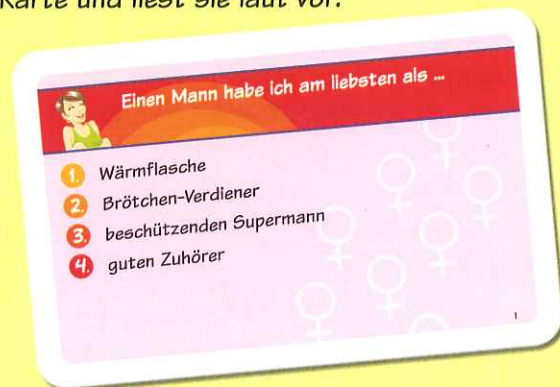 Karte und liest sie laut vor.
Einen Mann habe ich am liebsten als ...
1. Wärmflasche
2. Brötchen-Verdiener
3. beschützenden Supermann
4. guten Zuhörer
1